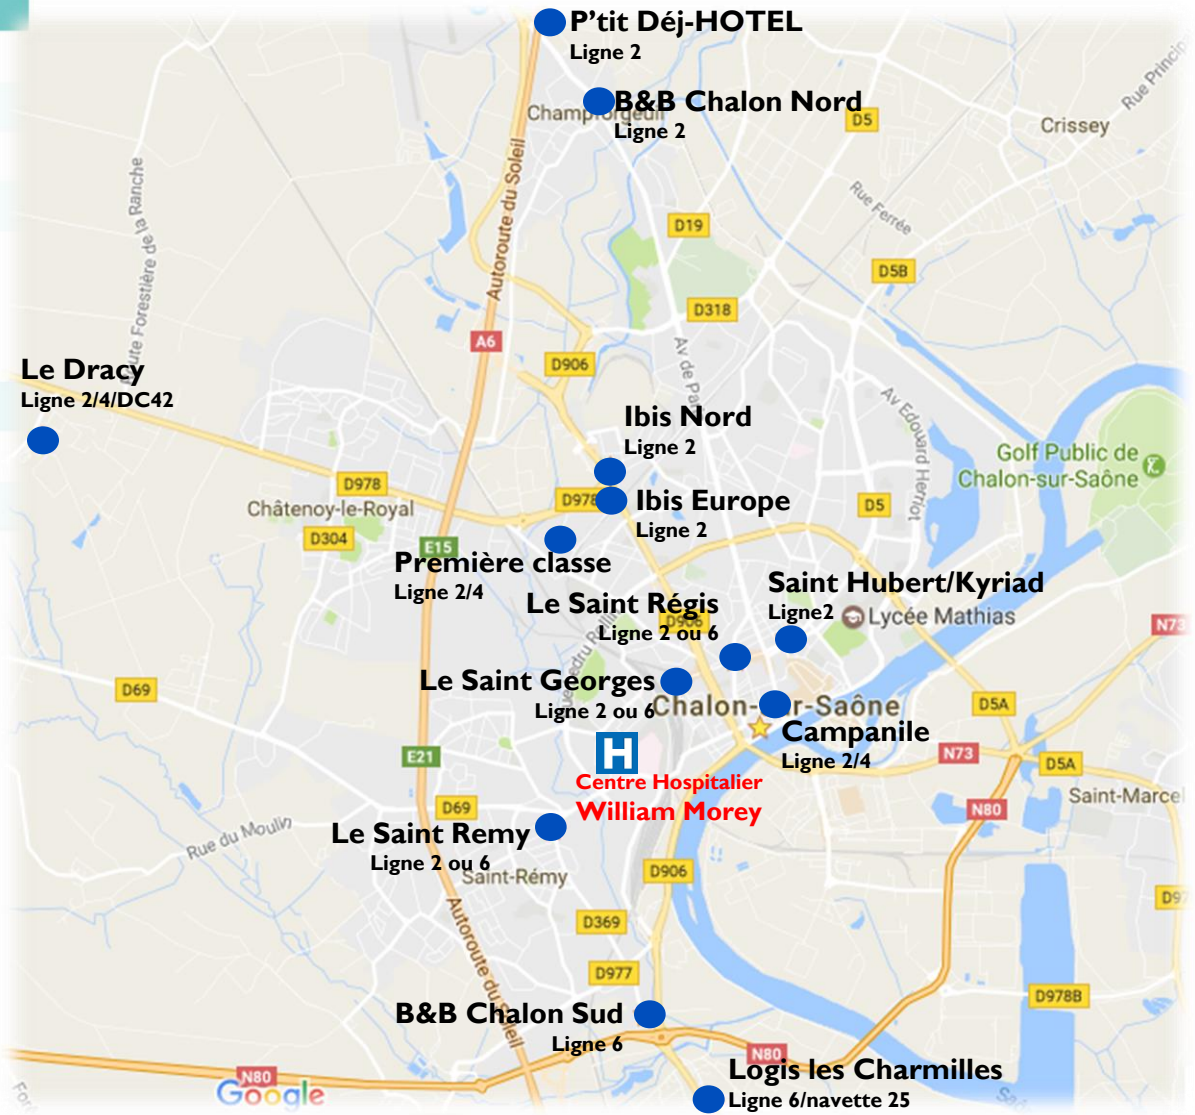 P'tit Déj-HOTEL
Ligne 2
B&B Chalon Nord
Ligne 2
Champforgeuil
D5
Crissey
Rue Ferrée
D19
D5B
Autoroute du Soleil
D318
A6
D906
Le Dracy
Ligne 2/4/DC42
Av Edouard Herriot
Ibis Nord
Ligne 2
Golf Public de
Chalon-sur-Saône
D978
D978
Ibis Europe
Ligne 2
D5
Châtenoy-le-Royal
D304
E15
Première classe
Ligne 2/4
Saint Hubert/Kyriad
Ligne2
Le Saint Régis
Ligne 2 ou 6
D906
Lycée Mathias
N73
Le Saint Georges
Ligne 2 ou 6
D69
D5A
Campanile
Ligne 2/4
H
Centre Hospitalier
William Morey
E21
N73
D5A
Saint-Marcel
D69
N80
Rue du Moulin
Le Saint Remy
Ligne 2 ou 6
Saint-Rémy
D906
D369
D977
D978B
Autoroute du Soleil
B&B Chalon Sud
Ligne 6
N80
N80
Google
Logis les Charmilles
Ligne 6/navette 25